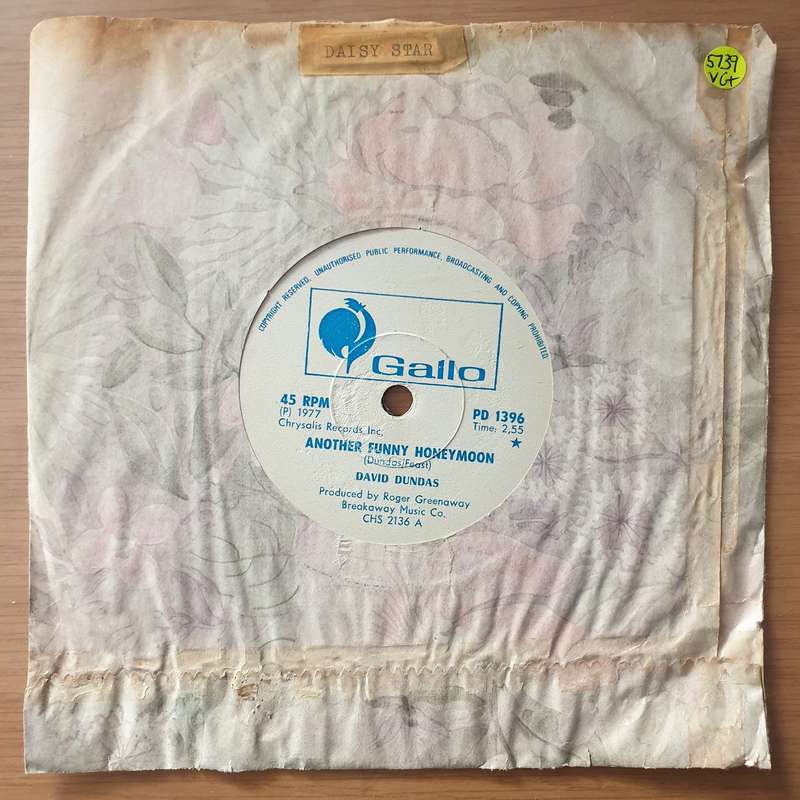 DAISY STAR
5739
VG+
COPYRIGHT RESERVED, UNAUTHORISED PUBLIC PERFORMANCE, BROADCASTING AND COPYING PROHIBITED
Gallo
45 RPM
(P) 1977
Chrysalis Records Inc.
PD 1396
Time: 2,55
ANOTHER FUNNY HONEYMOON
(Dundas/Feast)
DAVID DUNDAS
Produced by Roger Greenaway
Breakaway Music Co.
CHS 2136 A